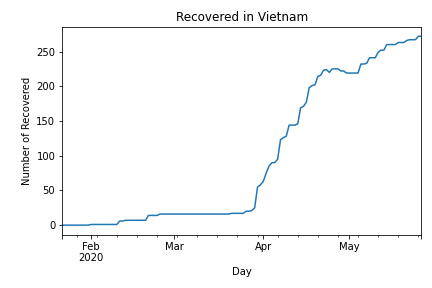 Recovered in Vietnam
Number of Recovered
250
200
150
100
50
0
Feb
2020
Mar
Apr
May
Day